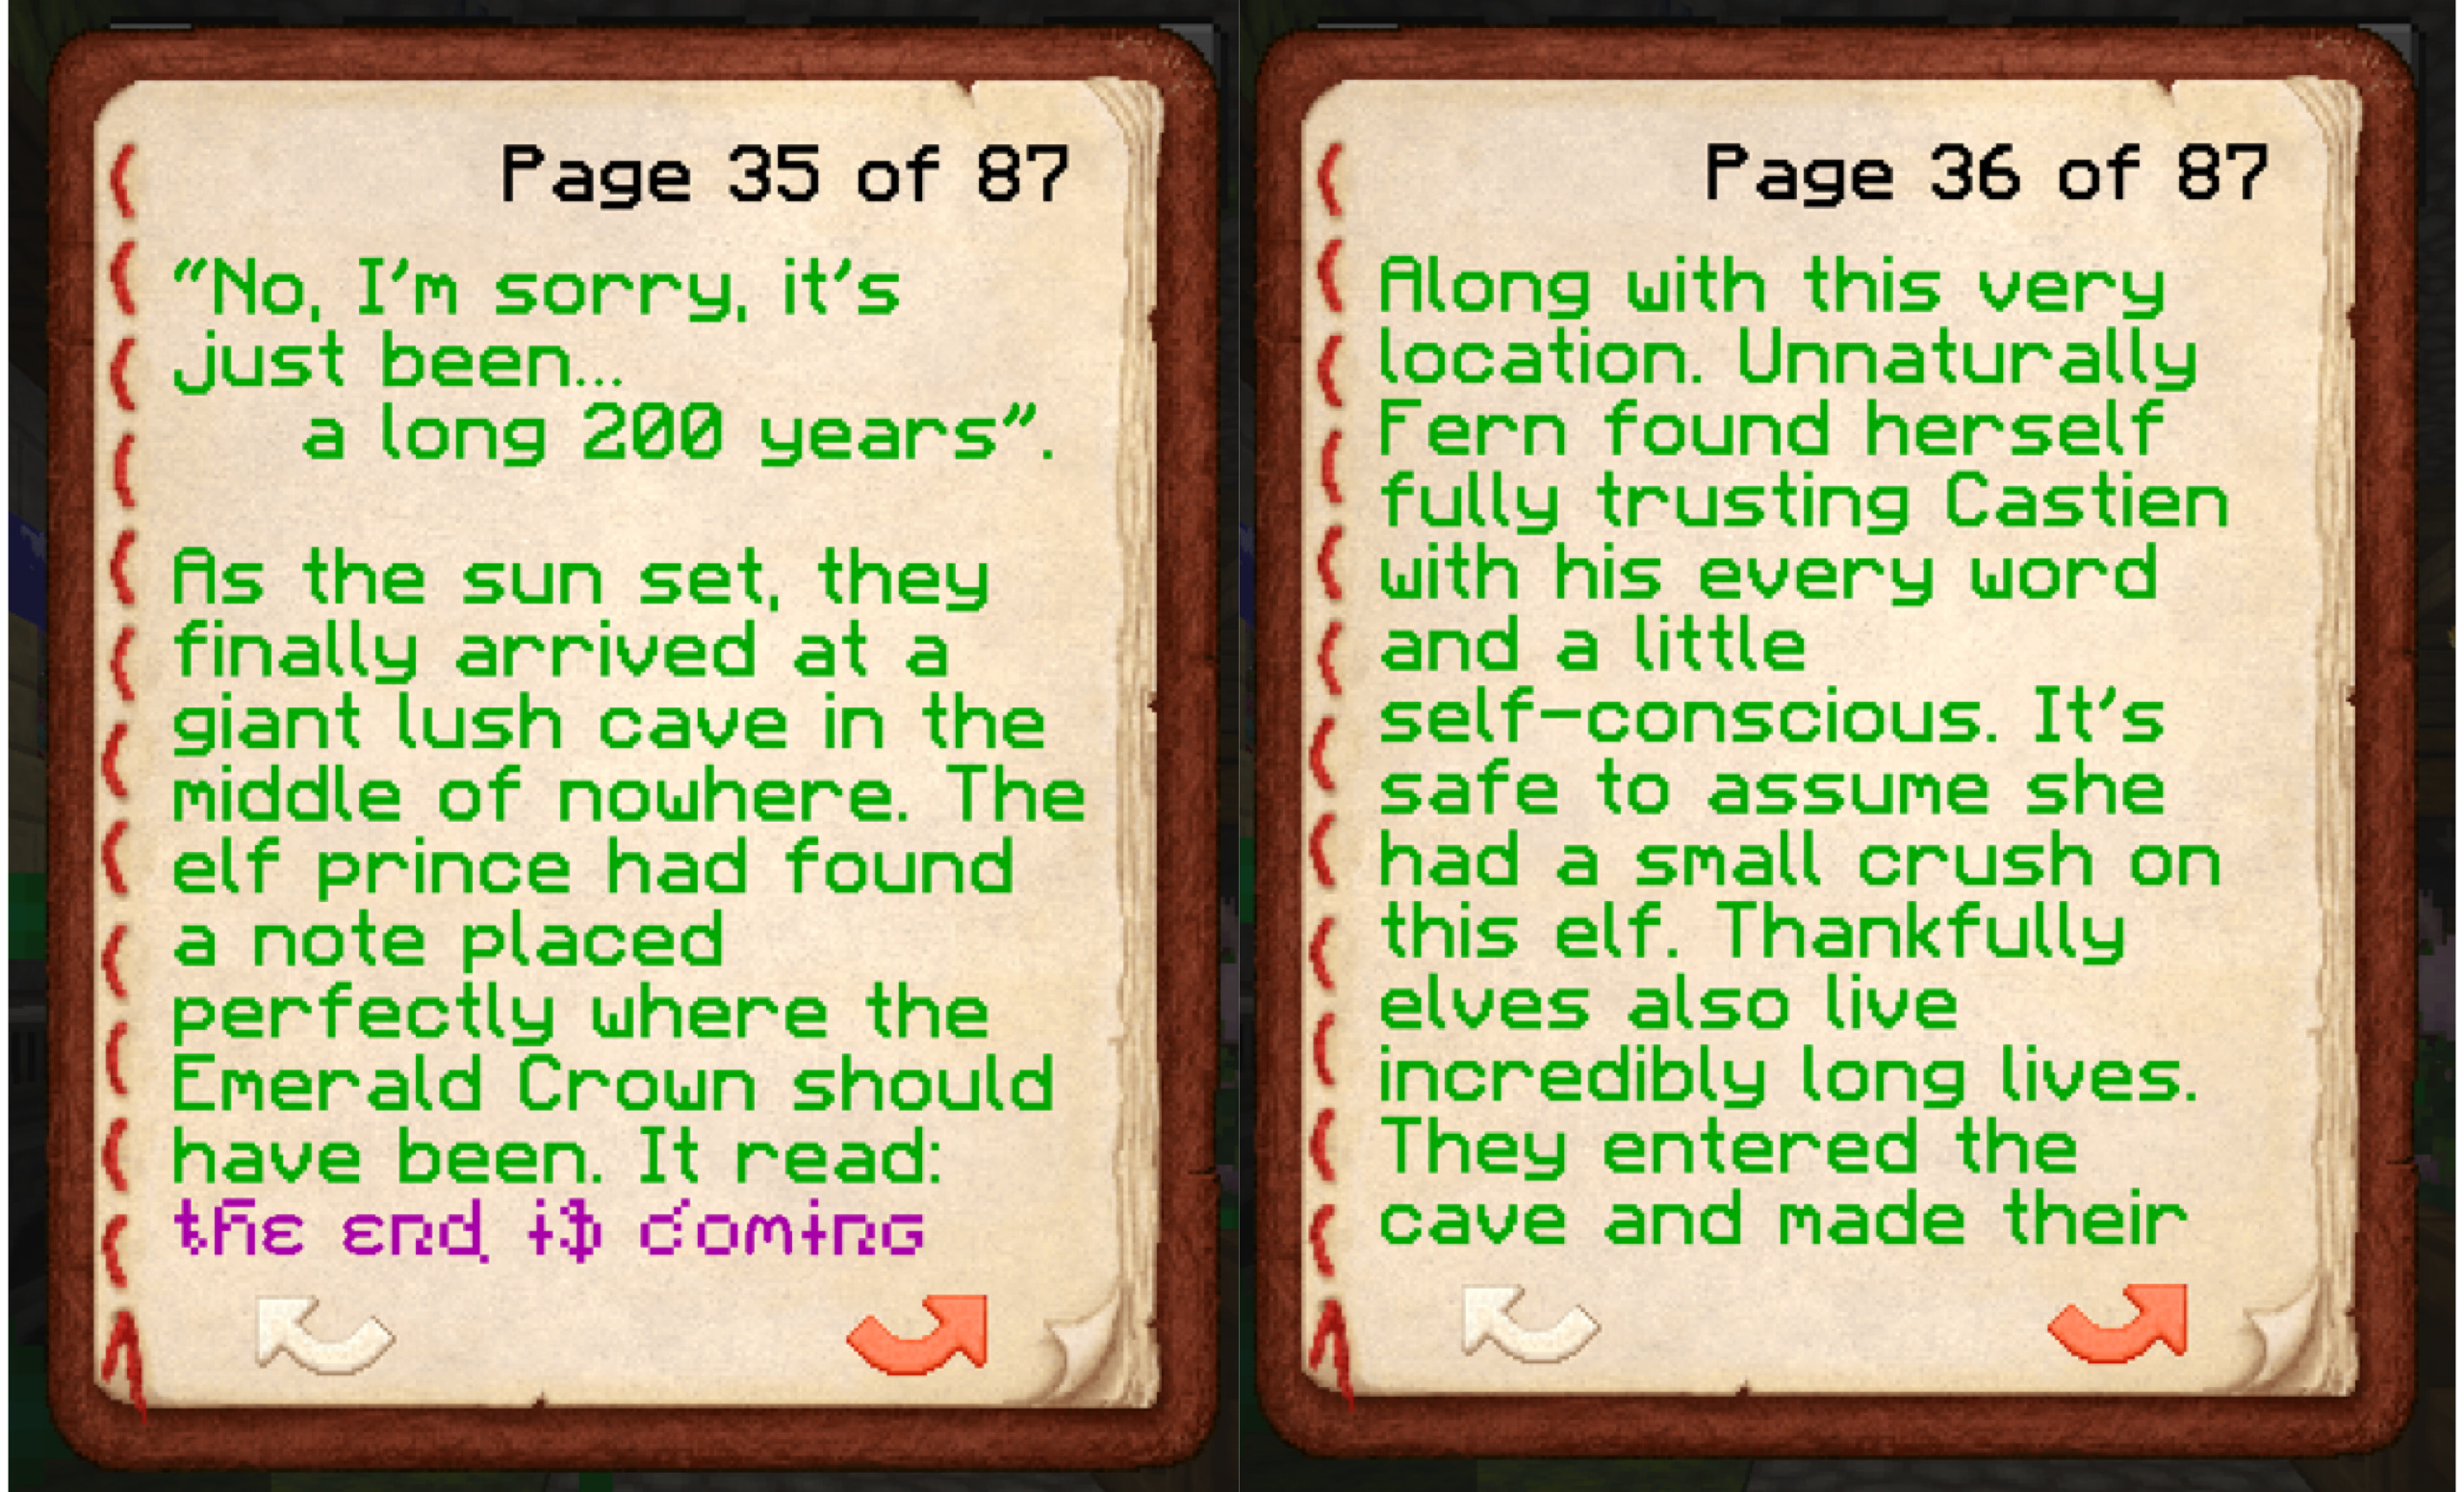 Page 35 of 87
“No, I’m sorry, it’s
just been...
a long 200 years”.
As the sun set, they
finally arrived at a
giant lush cave in the
middle of nowhere. The
elf prince had found
a note placed
perfectly where the
Emerald Crown should
have been. It read:
the end is coming
Page 36 of 87
Along with this very
location. Unnaturally
Fern found herself
fully trusting Castien
with his every word
and a little
self-conscious. It’s
safe to assume she
had a small crush on
this elf. Thankfully
elves also live
incredibly long lives.
They entered the
cave and made their